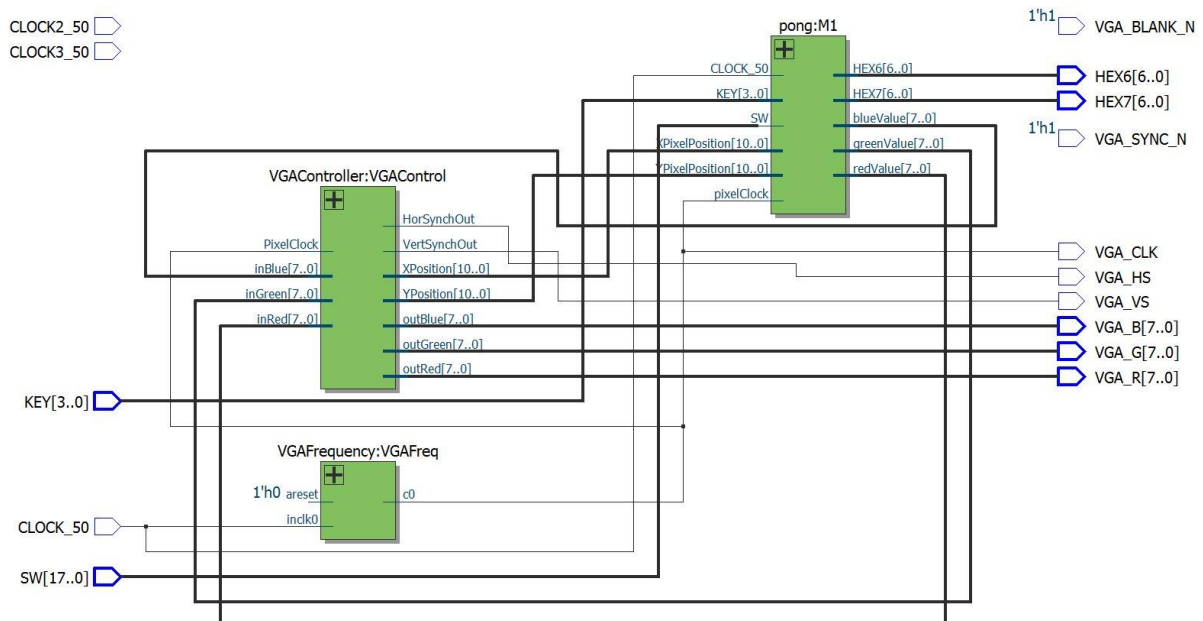 CLOCK2_50
CLOCK3_50
1'h1
VGA_BLANK_N
pong:M1
CLOCK_50
KEY[3..0]
SW
XPixelPosition[10..0]
YPixelPosition[10..0]
pixelClock
HEX6[6..0]
HEX7[6..0]
blueValue[7..0]
greenValue[7..0]
redValue[7..0]
HEX6[6..0]
HEX7[6..0]
1'h1
VGA_SYNC_N
VGAController:VGAControl
PixelClock
inBlue[7..0]
inGreen[7..0]
inRed[7..0]
HorSynchOut
VertSynchOut
XPosition[10..0]
YPosition[10..0]
outBlue[7..0]
outGreen[7..0]
outRed[7..0]
VGA_CLK
VGA_HS
VGA_VS
VGA_B[7..0]
VGA_G[7..0]
VGA_R[7..0]
KEY[3..0]
VGAFrequency:VGAFreq
1'h0 areset
inclk0
c0
CLOCK_50
SW[17..0]